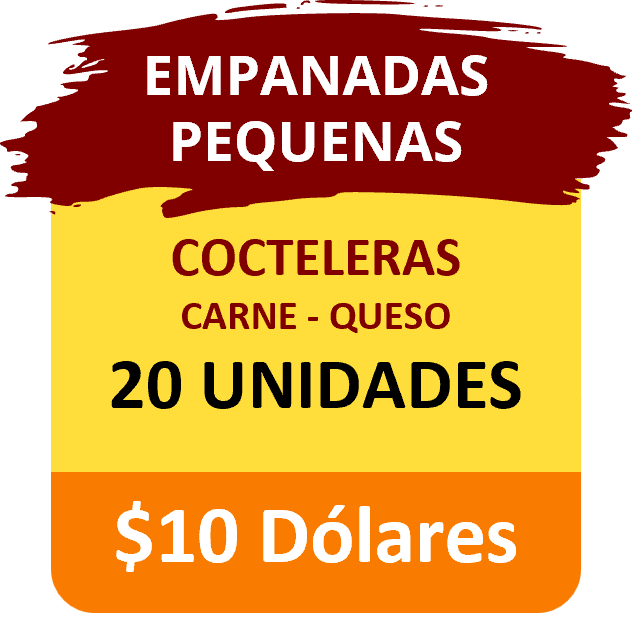 EMPANADAS
PEQUENAS
COCTELERAS
CARNE - QUESO
20 UNIDADES
$10 Dólares